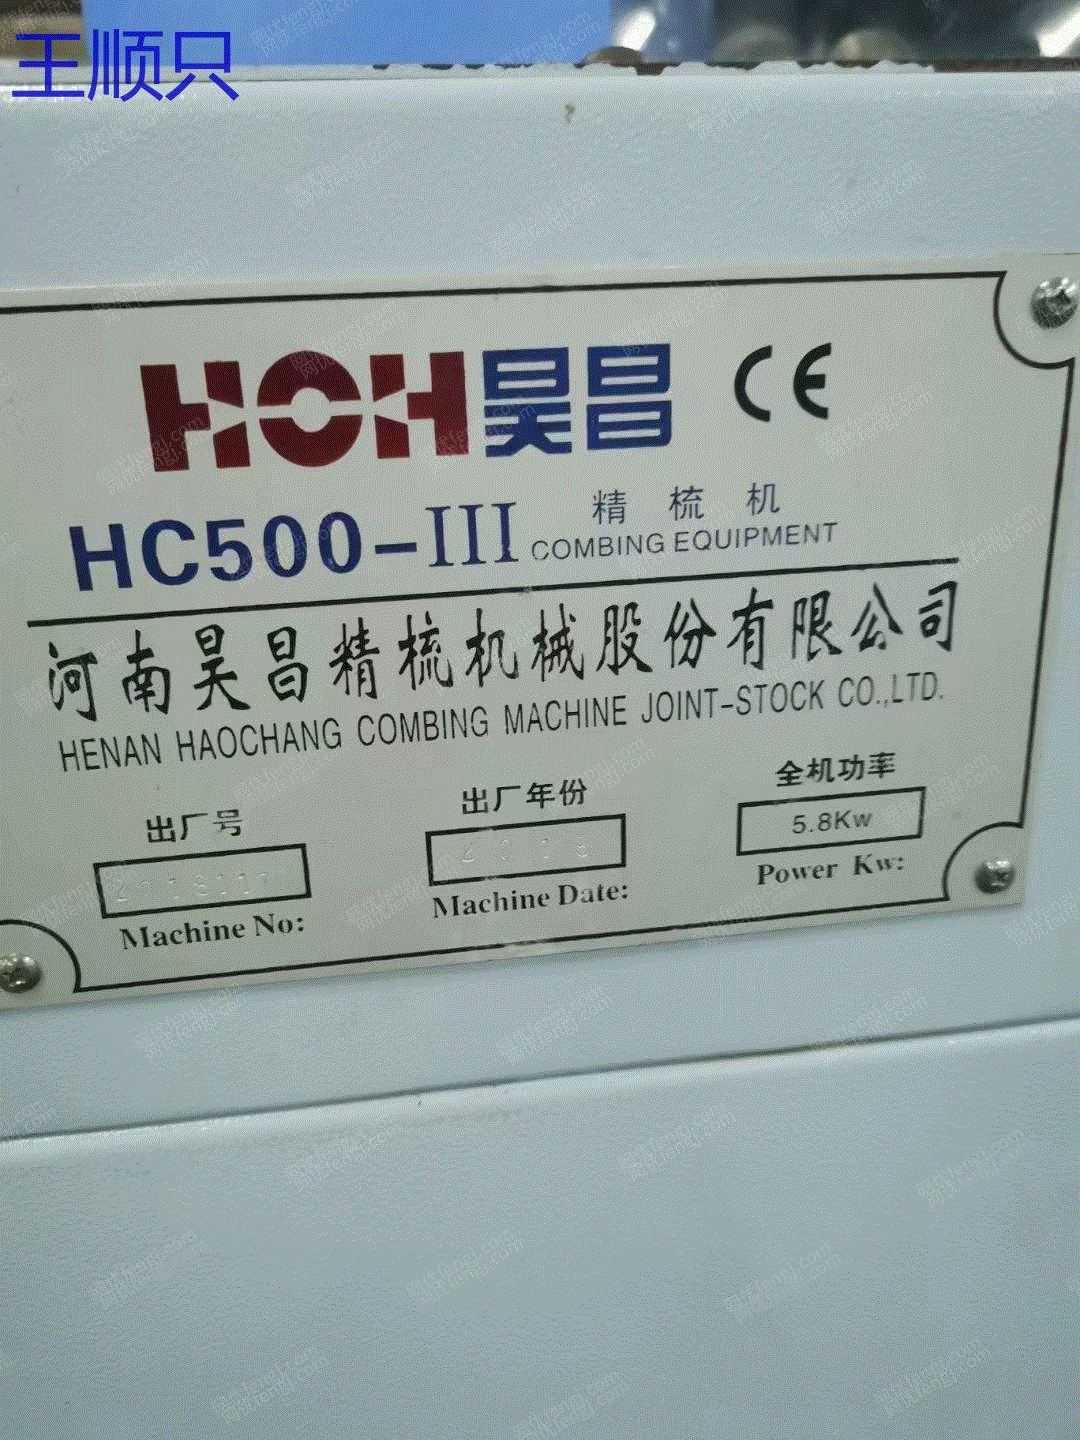 王顺只
HCH昊昌 CE
HC500-III 精梳机
COMBING EQUIPMENT
河南昊昌精梳机械股份有限公司
HENAN HAOCHANG COMBING MACHINE JOINT-STOCK CO.,LTD.
出厂号 出厂年份 全机功率
5.8Kw
Machine No: Machine Date: Power Kw: